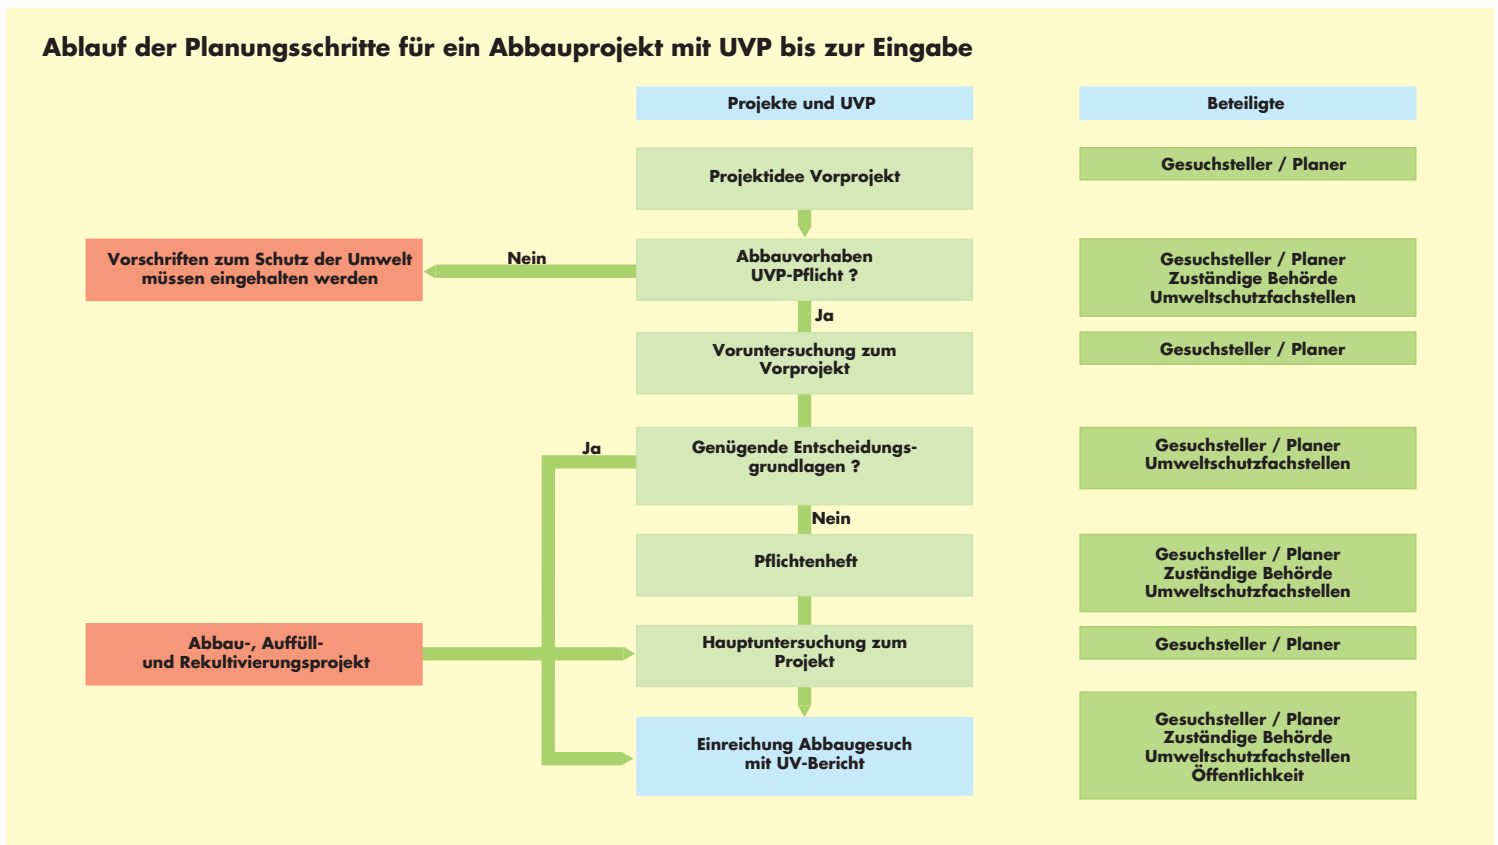 Ablauf der Planungsschritte für ein Abbauprojekt mit UVP bis zur Eingabe
Projekte und UVP
Beteiligte
Projektidee Vorprojekt
Gesuchsteller / Planer
Vorschriften zum Schutz der Umwelt
müssen eingehalten werden
Nein
Abbauvorhaben
UVP-Pflicht ?
Gesuchsteller / Planer
Zuständige Behörde
Umweltschutzfachstellen
Ja
Voruntersuchung zum
Vorprojekt
Gesuchsteller / Planer
Ja
Genügende Entscheidungs-
grundlagen ?
Gesuchsteller / Planer
Umweltschutzfachstellen
Nein
Pflichtenheft
Gesuchsteller / Planer
Zuständige Behörde
Umweltschutzfachstellen
Abbau-, Auffüll-
und Rekultivierungsprojekt
Hauptuntersuchung zum
Projekt
Gesuchsteller / Planer
Einreichung Abbaugesuch
mit UV-Bericht
Gesuchsteller / Planer
Zuständige Behörde
Umweltschutzfachstellen
Öffentlichkeit